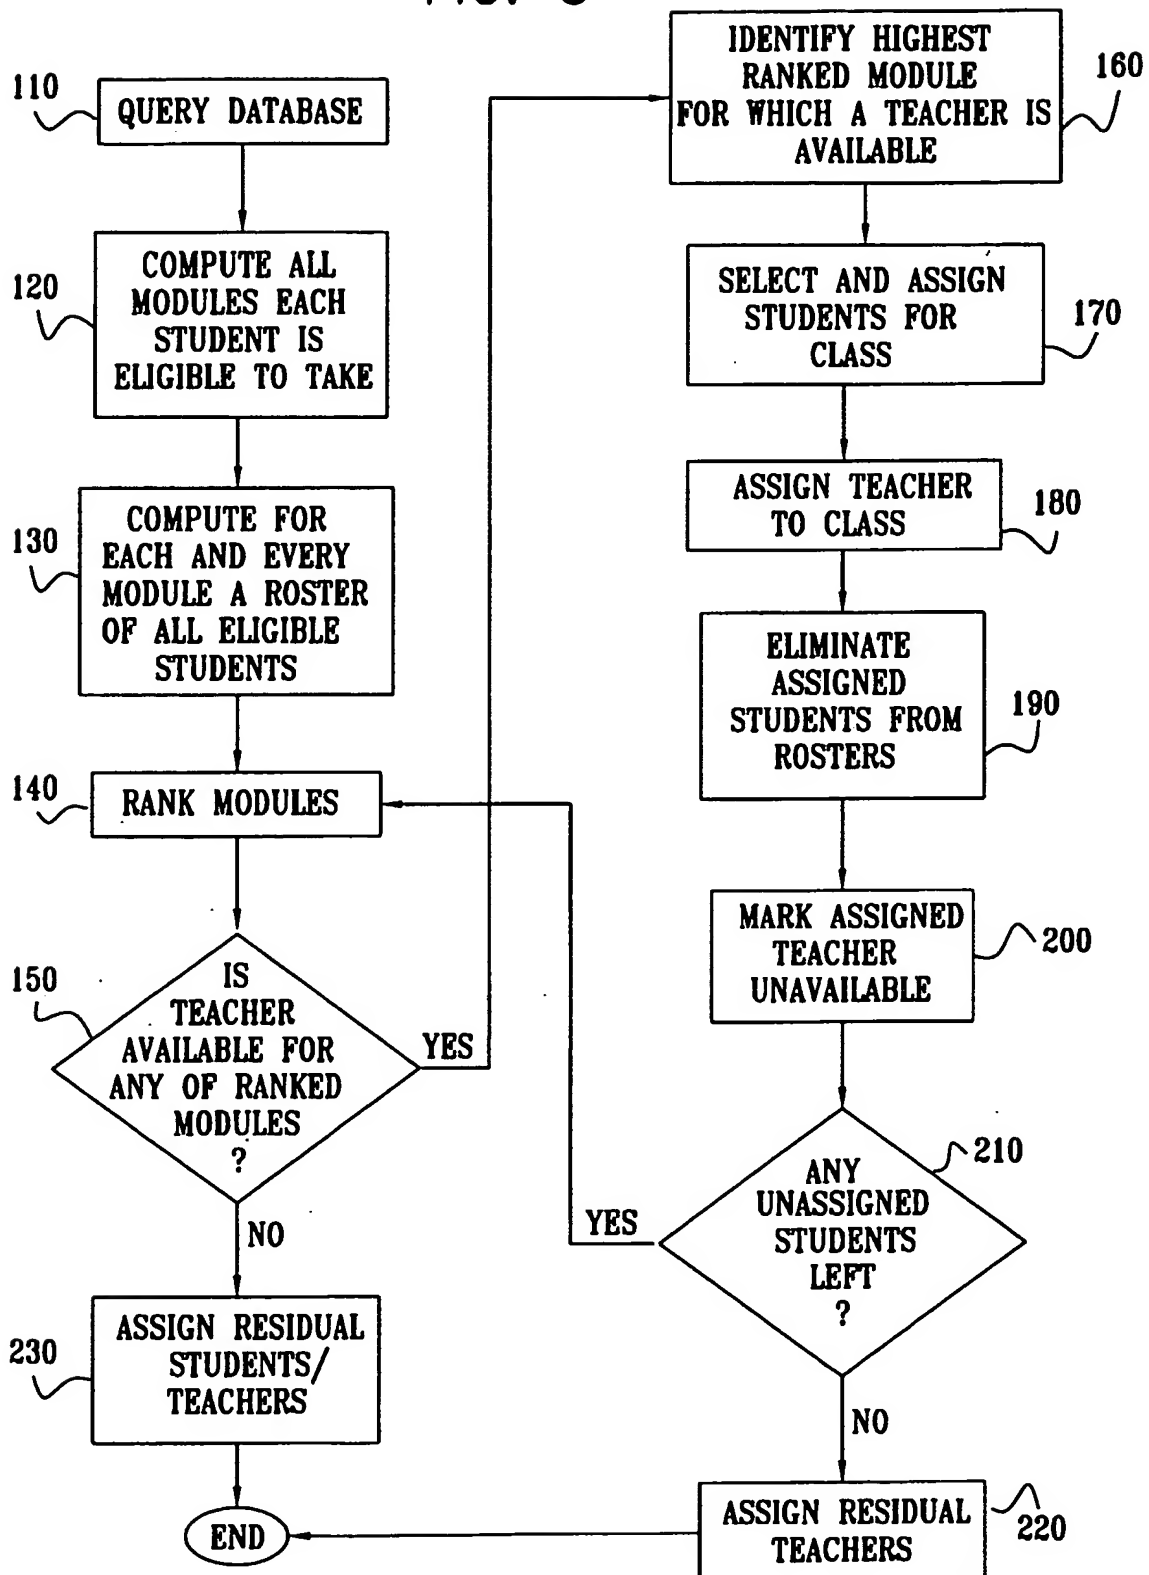 110
QUERY DATABASE
120
COMPUTE ALL
MODULES EACH
STUDENT IS
ELIGIBLE TO TAKE
130
COMPUTE FOR
EACH AND EVERY
MODULE A ROSTER
OF ALL ELIGIBLE
STUDENTS
140
RANK MODULES
150
IS
TEACHER
AVAILABLE FOR
ANY OF RANKED
MODULES
?
YES
NO
230
ASSIGN RESIDUAL
STUDENTS/
TEACHERS
END
IDENTIFY HIGHEST
RANKED MODULE
FOR WHICH A TEACHER IS
AVAILABLE
160
SELECT AND ASSIGN
STUDENTS FOR
CLASS
170
ASSIGN TEACHER
TO CLASS
180
ELIMINATE
ASSIGNED
STUDENTS FROM
ROSTERS
190
MARK ASSIGNED
TEACHER
UNAVAILABLE
200
ANY
UNASSIGNED
STUDENTS
LEFT
?
210
YES
NO
ASSIGN RESIDUAL
TEACHERS
220